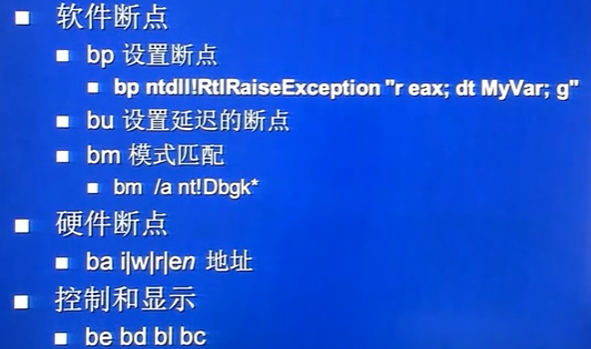 软件断点
bp 设置断点
bp ntdll!RtlRaiseException "r eax; dt MyVar; g"
bu 设置延迟的断点
bm 模式匹配
bm /a nt!Dbgk*
硬件断点
ba i|w|r|en 地址
控制和显示
be bd bl bc